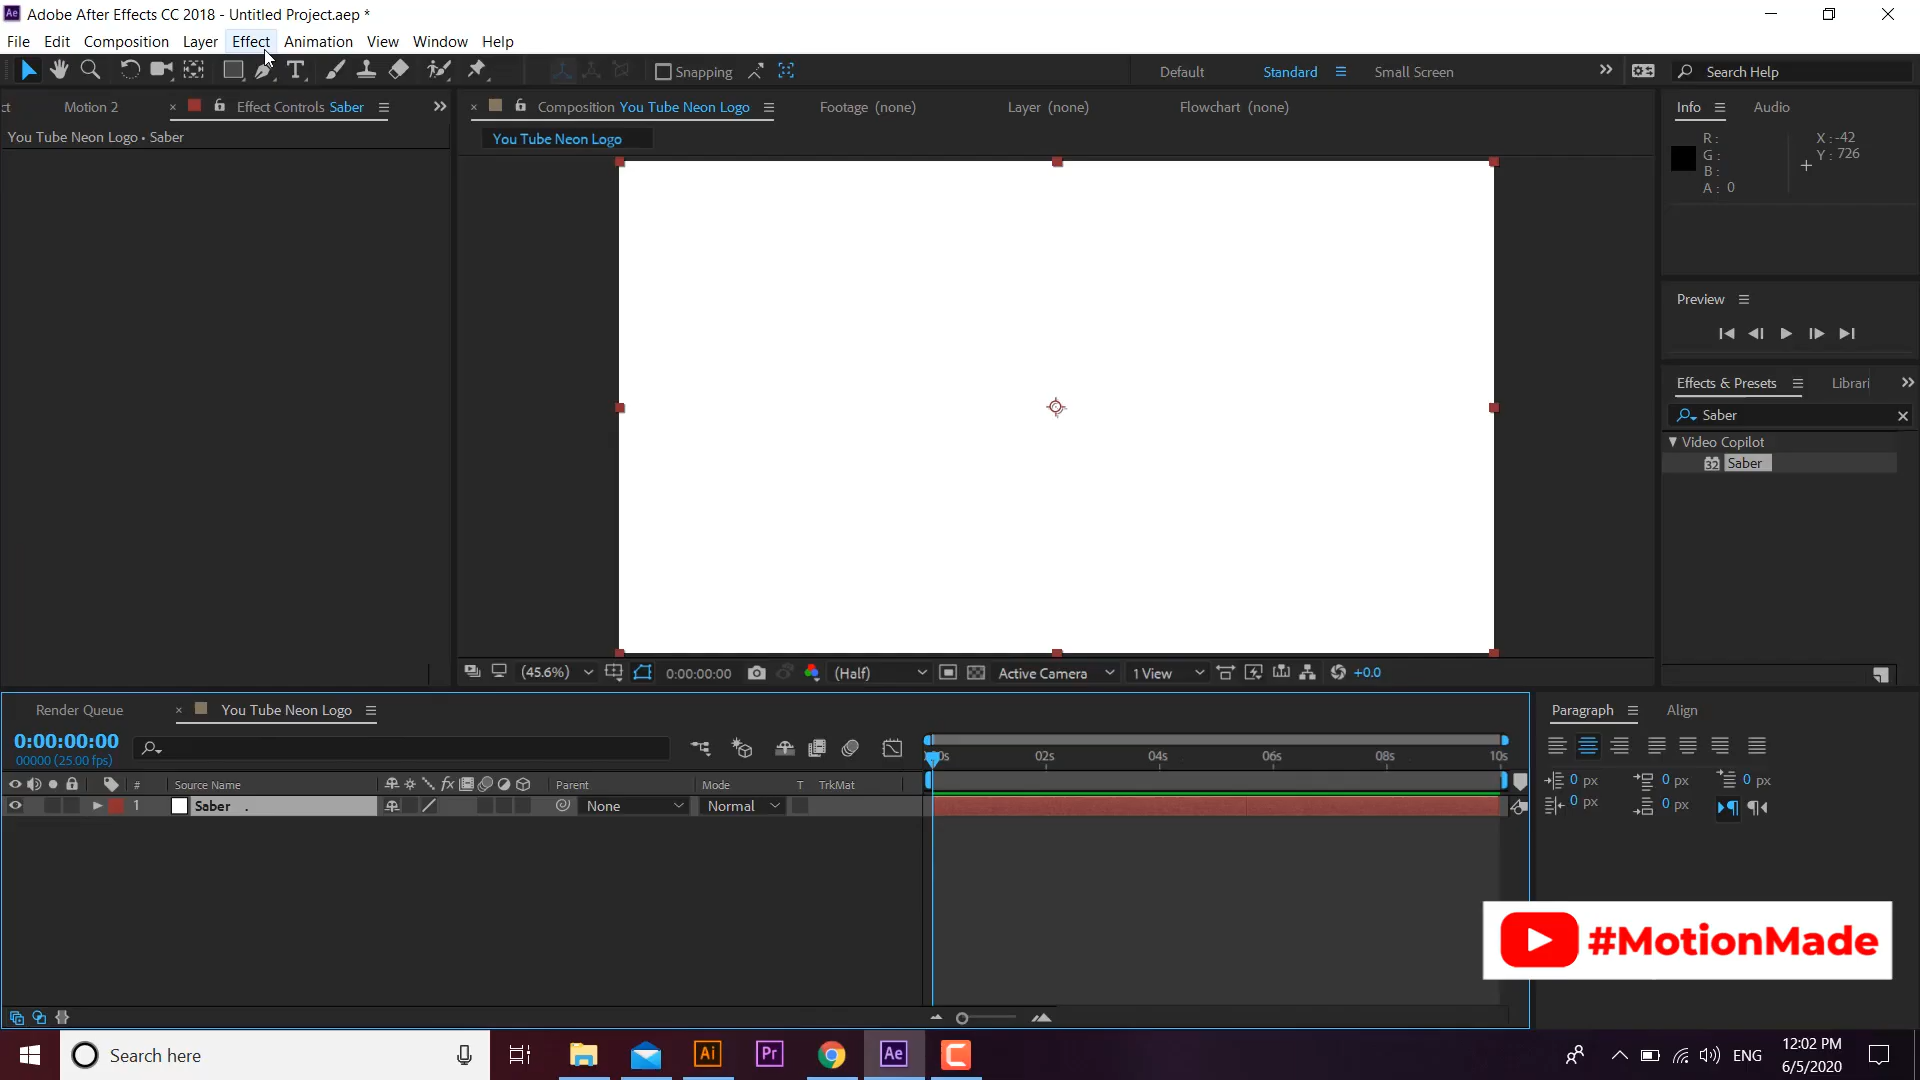 Adobe After Effects CC 2018 - Untitled Project.aep *
File Edit Composition Layer Effect Animation View Window Help
Snapping Default Standard Small Screen Search Help
ct Motion 2 × Effect Controls Saber
× Composition You Tube Neon Logo Footage (none) Layer (none) Flowchart (none)
Info Audio
You Tube Neon Logo • Saber
You Tube Neon Logo
R :
G :
B :
A : 0
X : -42
Y : 726
Preview
Effects & Presets Librari
Saber
Video Copilot
32 Saber
(45.6%) 0:00:00:00 (Half) Active Camera 1 View +0.0
Render Queue × You Tube Neon Logo
0:00:00:00
00000 (25.00 fps)
# Source Name Parent Mode T TrkMat
1 Saber . None Normal
02s 04s 06s 08s 10s
Paragraph Align
0 px 0 px 0 px
0 px 0 px
#MotionMade
Search here
Ai Pr Ae
ENG
12:02 PM
6/5/2020